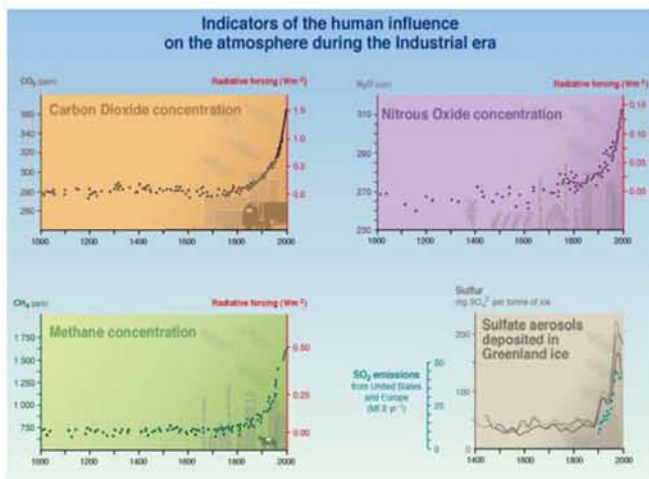 Indicators of the human influence
on the atmosphere during the Industrial era
CO₂ (ppm)
Radiative forcing (Wm⁻²)
Carbon Dioxide concentration
360
340
320
300
280
260
1.5
1.0
0.5
0.0
1000 1200 1400 1600 1800 2000
N₂O (ppb)
Radiative forcing (Wm⁻²)
Nitrous Oxide concentration
310
290
270
250
0.15
0.10
0.05
0.00
1000 1200 1400 1600 1800 2000
CH₄ (ppb)
Radiative forcing (Wm⁻²)
Methane concentration
1 750
1 500
1 250
1 000
750
0.50
0.25
0.00
1000 1200 1400 1600 1800 2000
Sulfur
mg SO₄²⁻ per tonne of ice
Sulfate aerosols
deposited in
Greenland ice
200
100
0
SO₂ emissions
from United States
and Europe
(Mt S yr⁻¹)
50
25
0
1400 1600 1800 2000